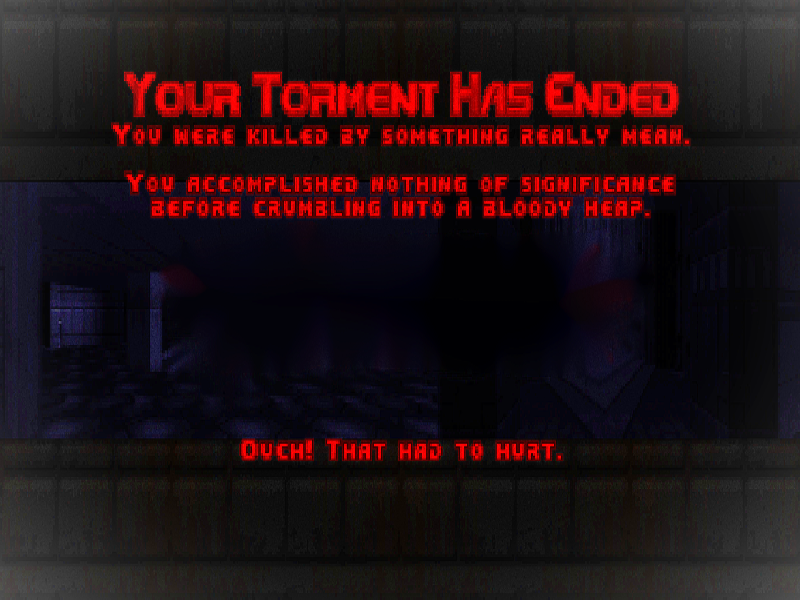 Your Torment Has Ended
You were killed by something really mean.
You accomplished nothing of significance
before crumbling into a bloody heap.
Ouch! That had to hurt.